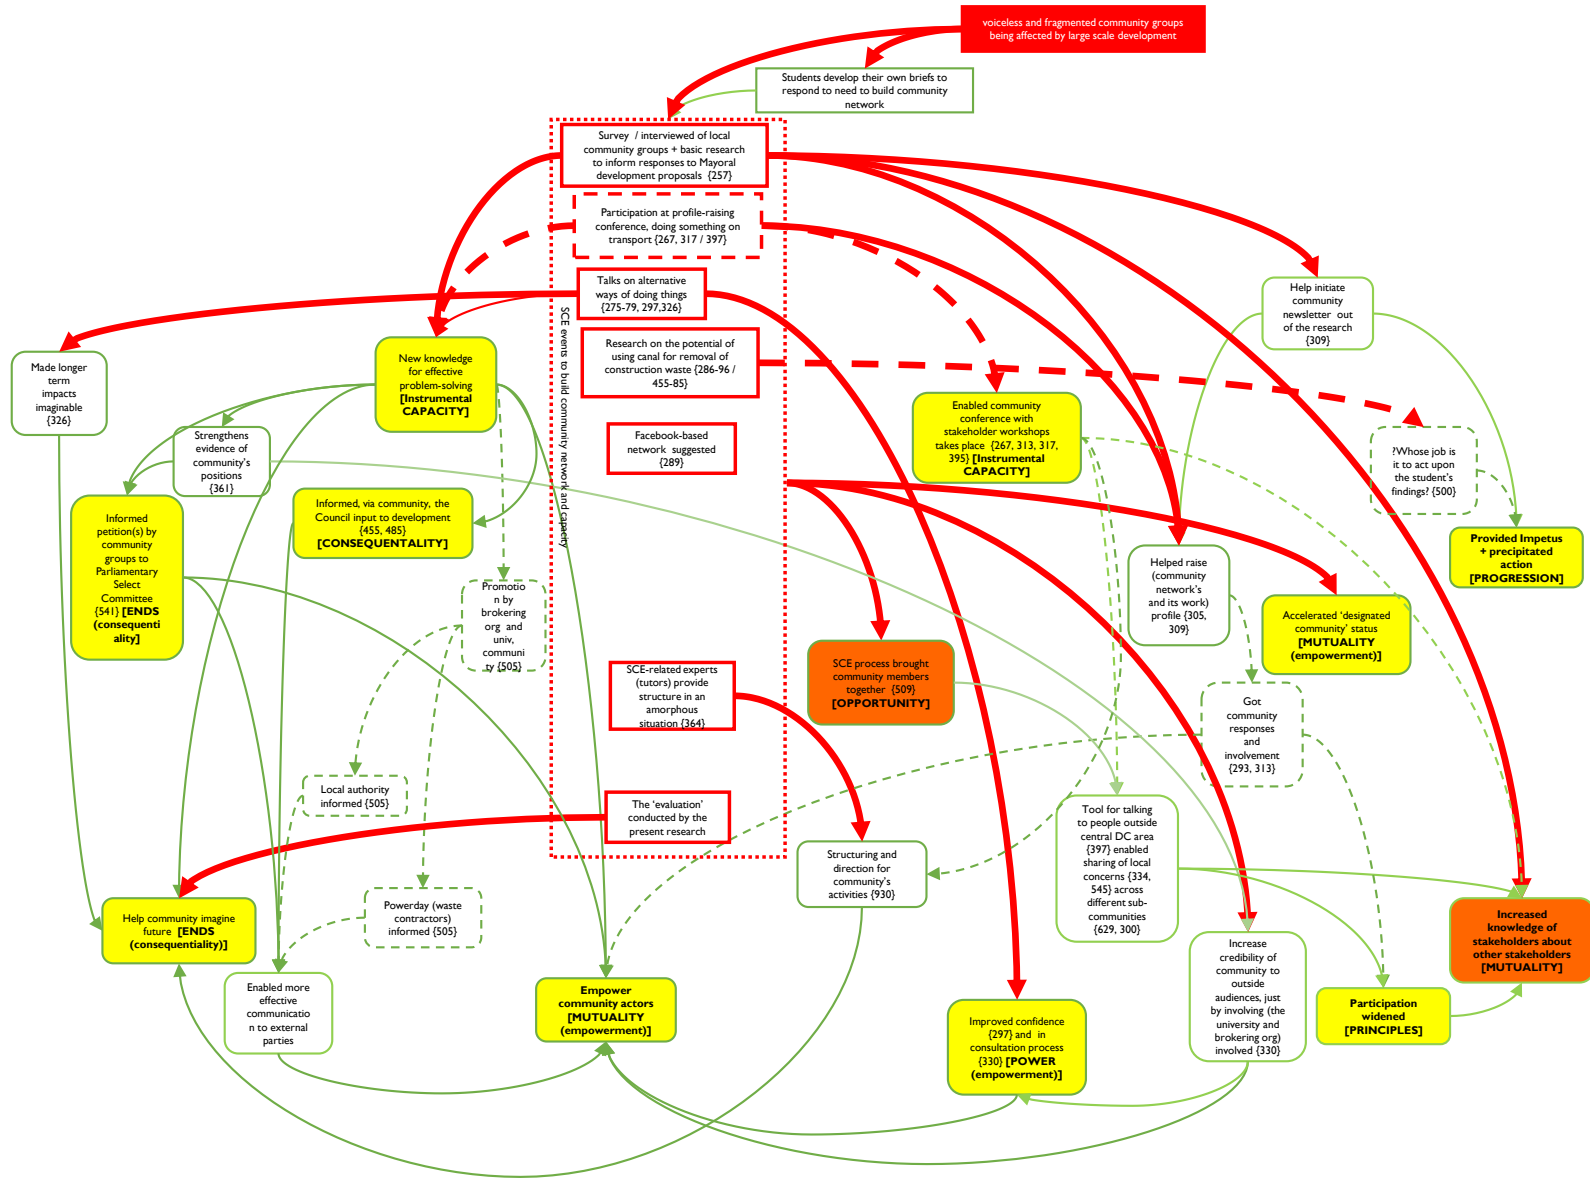 voiceless and fragmented community groups
being affected by large scale development
Students develop their own briefs to
respond to need to build community
network
Survey / interviewed of local
community groups + basic research
to inform responses to Mayoral
development proposals {257}
Participation at profile-raising
conference, doing something on
transport {267, 317 / 397}
Talks on alternative
ways of doing things
{275-79, 297,326}
Research on the potential of
using canal for removal of
construction waste {286-96 /
455-85}
Facebook-based
network suggested
{289}
SCE-related experts
(tutors) provide
structure in an
amorphous
situation {364}
The ‘evaluation’
conducted by the
present research
SCE events to build community network and capacity
Made longer
term
impacts
imaginable
{326}
New knowledge
for effective
problem-solving
[Instrumental
CAPACITY]
Strengthens
evidence of
community’s
positions
{361}
Informed
petition(s) by
community
groups to
Parliamentary
Select
Committee
{541} [ENDS
(consequenti
ality]
Informed, via community, the
Council input to development
{455, 485}
[CONSEQUENTALITY]
Promotio
n by
brokering
org and
univ,
communi
ty {505}
Local authority
informed {505}
Powerday (waste
contractors)
informed {505}
Help community imagine
future [ENDS
(consequentiality)]
Enabled more
effective
communicatio
n to external
parties
Empower
community actors
[MUTUALITY
(empowerment)]
Enabled community
conference with
stakeholder workshops
takes place {267, 313, 317,
395} [Instrumental
CAPACITY]
SCE process brought
community members
together {509}
[OPPORTUNITY]
Structuring and
direction for
community’s
activities {930}
Improved confidence
{297} and in
consultation process
{330} [POWER
(empowerment)]
Tool for talking
to people outside
central DC area
{397} enabled
sharing of local
concerns {334,
545} across
different sub-
communities
{629, 300}
Increase
credibility of
community to
outside
audiences, just
by involving (the
university and
brokering org)
involved {330}
Help initiate
community
newsletter out
of the research
{309}
?Whose job is
it to act upon
the student’s
findings? {500}
Provided Impetus
+ precipitated
action
[PROGRESSION]
Helped raise
(community
network’s
and its work)
profile {305,
309}
Accelerated ‘designated
community’ status
[MUTUALITY
(empowerment)]
Got
community
responses
and
involvement
{293, 313}
Participation
widened
[PRINCIPLES]
Increased
knowledge of
stakeholders about
other stakeholders
[MUTUALITY]